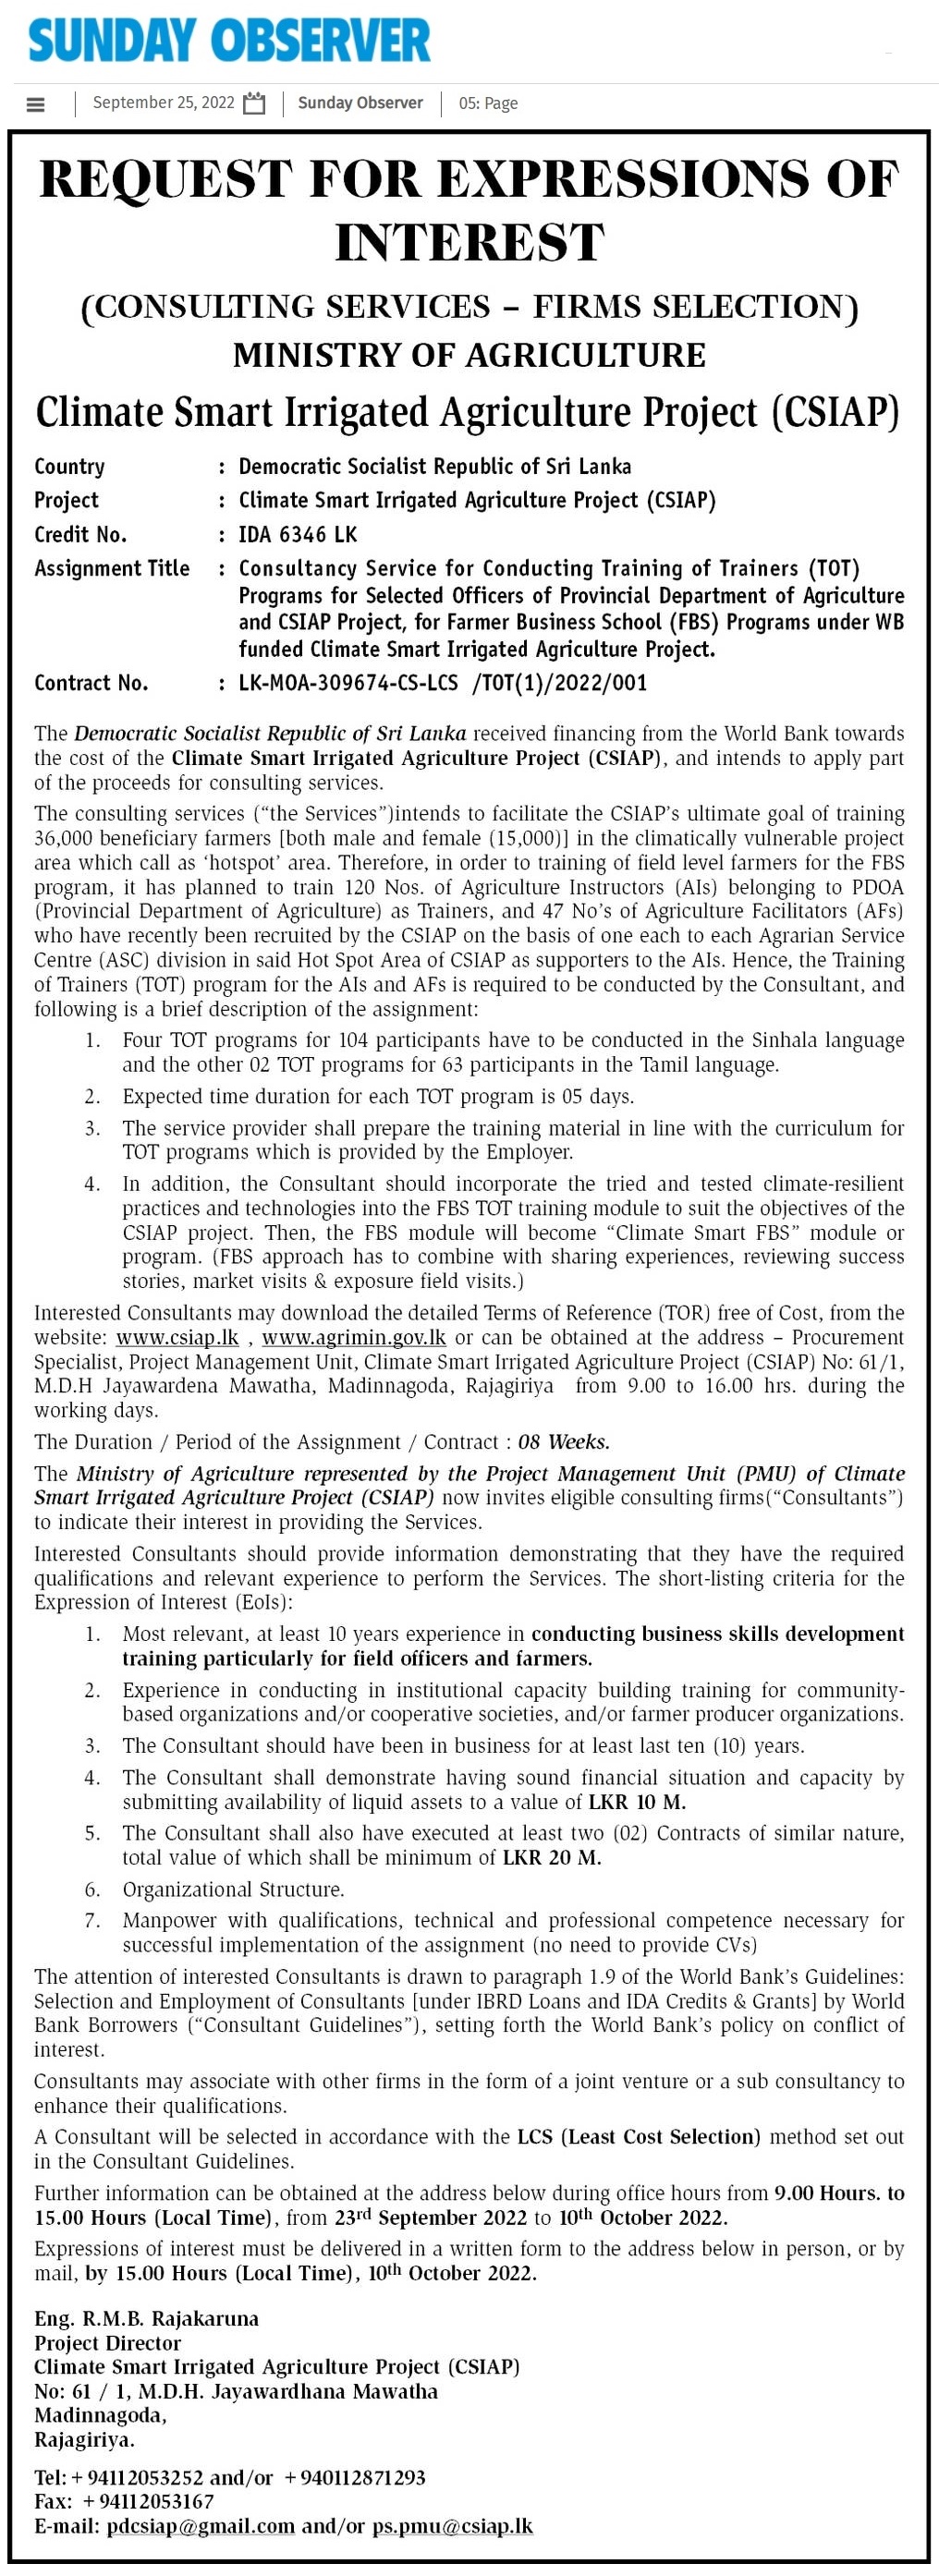 SUNDAY OBSERVER
September 25, 2022 Sunday Observer 05: Page
REQUEST FOR EXPRESSIONS OF
INTEREST
(CONSULTING SERVICES – FIRMS SELECTION)
MINISTRY OF AGRICULTURE
Climate Smart Irrigated Agriculture Project (CSIAP)
Country : Democratic Socialist Republic of Sri Lanka
Project : Climate Smart Irrigated Agriculture Project (CSIAP)
Credit No. : IDA 6346 LK
Assignment Title : Consultancy Service for Conducting Training of Trainers (TOT)
Programs for Selected Officers of Provincial Department of Agriculture
and CSIAP Project, for Farmer Business School (FBS) Programs under WB
funded Climate Smart Irrigated Agriculture Project.
Contract No. : LK-MOA-309674-CS-LCS /TOT(1)/2022/001
The Democratic Socialist Republic of Sri Lanka received financing from the World Bank towards
the cost of the Climate Smart Irrigated Agriculture Project (CSIAP), and intends to apply part
of the proceeds for consulting services.
The consulting services (“the Services”)intends to facilitate the CSIAP’s ultimate goal of training
36,000 beneficiary farmers [both male and female (15,000)] in the climatically vulnerable project
area which call as ‘hotspot’ area. Therefore, in order to training of field level farmers for the FBS
program, it has planned to train 120 Nos. of Agriculture Instructors (AIs) belonging to PDOA
(Provincial Department of Agriculture) as Trainers, and 47 No’s of Agriculture Facilitators (AFs)
who have recently been recruited by the CSIAP on the basis of one each to each Agrarian Service
Centre (ASC) division in said Hot Spot Area of CSIAP as supporters to the AIs. Hence, the Training
of Trainers (TOT) program for the AIs and AFs is required to be conducted by the Consultant, and
following is a brief description of the assignment:
1. Four TOT programs for 104 participants have to be conducted in the Sinhala language
and the other 02 TOT programs for 63 participants in the Tamil language.
2. Expected time duration for each TOT program is 05 days.
3. The service provider shall prepare the training material in line with the curriculum for
TOT programs which is provided by the Employer.
4. In addition, the Consultant should incorporate the tried and tested climate-resilient
practices and technologies into the FBS TOT training module to suit the objectives of the
CSIAP project. Then, the FBS module will become “Climate Smart FBS” module or
program. (FBS approach has to combine with sharing experiences, reviewing success
stories, market visits & exposure field visits.)
Interested Consultants may download the detailed Terms of Reference (TOR) free of Cost, from the
website: www.csiap.lk , www.agrimin.gov.lk or can be obtained at the address – Procurement
Specialist, Project Management Unit, Climate Smart Irrigated Agriculture Project (CSIAP) No: 61/1,
M.D.H Jayawardena Mawatha, Madinnagoda, Rajagiriya from 9.00 to 16.00 hrs. during the
working days.
The Duration / Period of the Assignment / Contract : 08 Weeks.
The Ministry of Agriculture represented by the Project Management Unit (PMU) of Climate
Smart Irrigated Agriculture Project (CSIAP) now invites eligible consulting firms(“Consultants”)
to indicate their interest in providing the Services.
Interested Consultants should provide information demonstrating that they have the required
qualifications and relevant experience to perform the Services. The short-listing criteria for the
Expression of Interest (EoIs):
1. Most relevant, at least 10 years experience in conducting business skills development
training particularly for field officers and farmers.
2. Experience in conducting in institutional capacity building training for community-
based organizations and/or cooperative societies, and/or farmer producer organizations.
3. The Consultant should have been in business for at least last ten (10) years.
4. The Consultant shall demonstrate having sound financial situation and capacity by
submitting availability of liquid assets to a value of LKR 10 M.
5. The Consultant shall also have executed at least two (02) Contracts of similar nature,
total value of which shall be minimum of LKR 20 M.
6. Organizational Structure.
7. Manpower with qualifications, technical and professional competence necessary for
successful implementation of the assignment (no need to provide CVs)
The attention of interested Consultants is drawn to paragraph 1.9 of the World Bank’s Guidelines:
Selection and Employment of Consultants [under IBRD Loans and IDA Credits & Grants] by World
Bank Borrowers (“Consultant Guidelines”), setting forth the World Bank’s policy on conflict of
interest.
Consultants may associate with other firms in the form of a joint venture or a sub consultancy to
enhance their qualifications.
A Consultant will be selected in accordance with the LCS (Least Cost Selection) method set out
in the Consultant Guidelines.
Further information can be obtained at the address below during office hours from 9.00 Hours. to
15.00 Hours (Local Time), from 23rd September 2022 to 10th October 2022.
Expressions of interest must be delivered in a written form to the address below in person, or by
mail, by 15.00 Hours (Local Time), 10th October 2022.
Eng. R.M.B. Rajakaruna
Project Director
Climate Smart Irrigated Agriculture Project (CSIAP)
No: 61 / 1, M.D.H. Jayawardhana Mawatha
Madinnagoda,
Rajagiriya.
Tel: + 94112053252 and/or + 940112871293
Fax: + 94112053167
E-mail: pdcsiap@gmail.com and/or ps.pmu@csiap.lk